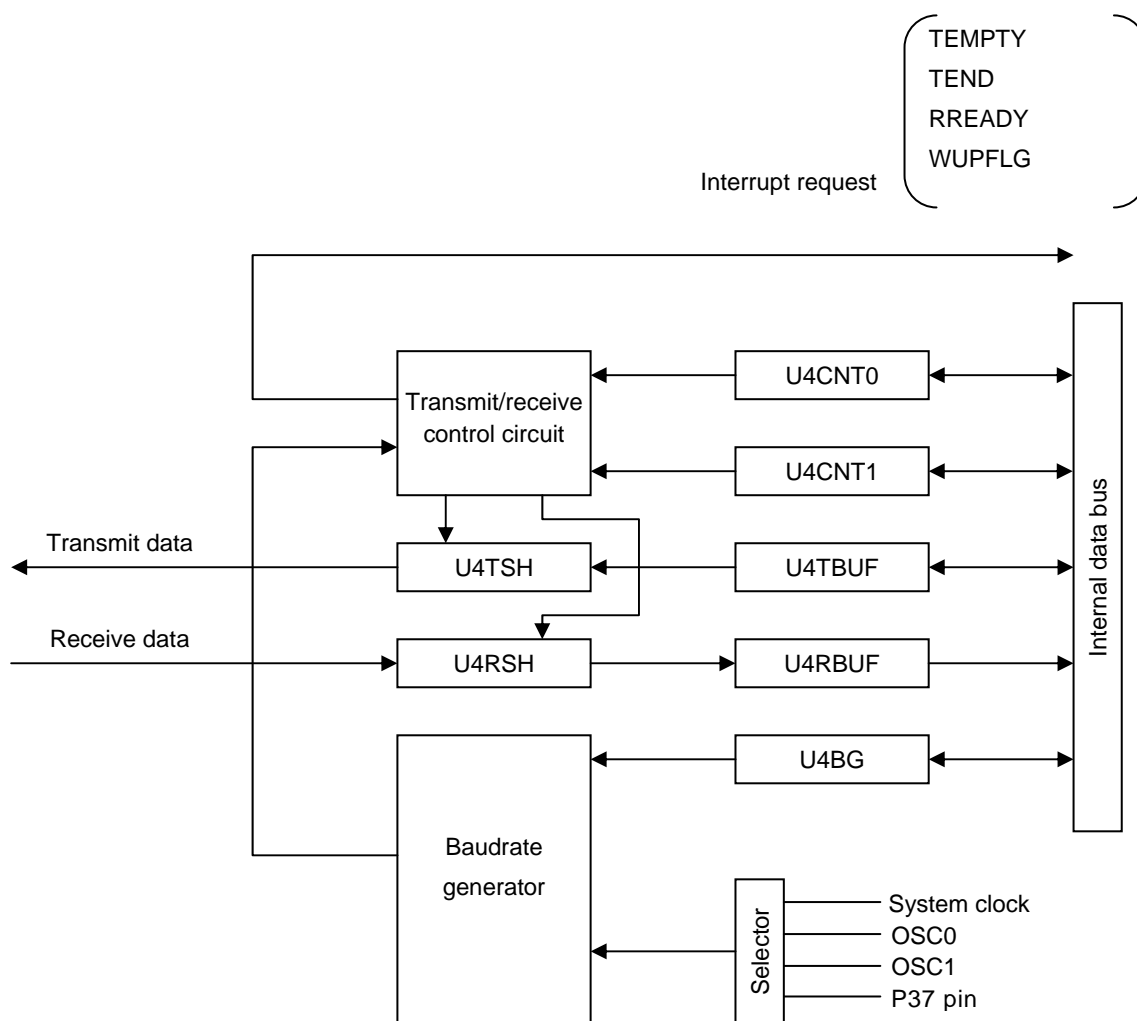 TEMPTY
TEND
RREADY
WUPFLG
Interrupt request
Transmit/receive
control circuit
U4CNT0
U4CNT1
Internal data bus
Transmit data
U4TSH
U4TBUF
Receive data
U4RSH
U4RBUF
U4BG
Baudrate
generator
Selector
System clock
OSC0
OSC1
P37 pin